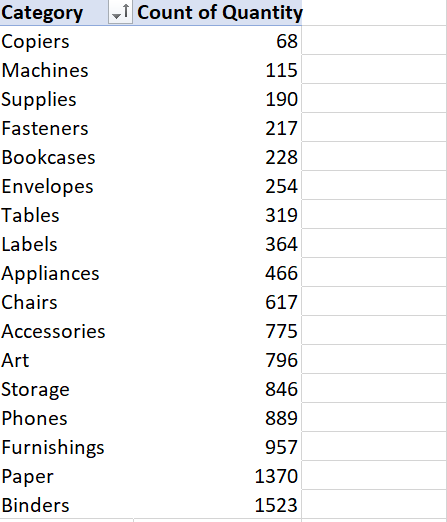 Category Count of Quantity
Copiers 68
Machines 115
Supplies 190
Fasteners 217
Bookcases 228
Envelopes 254
Tables 319
Labels 364
Appliances 466
Chairs 617
Accessories 775
Art 796
Storage 846
Phones 889
Furnishings 957
Paper 1370
Binders 1523